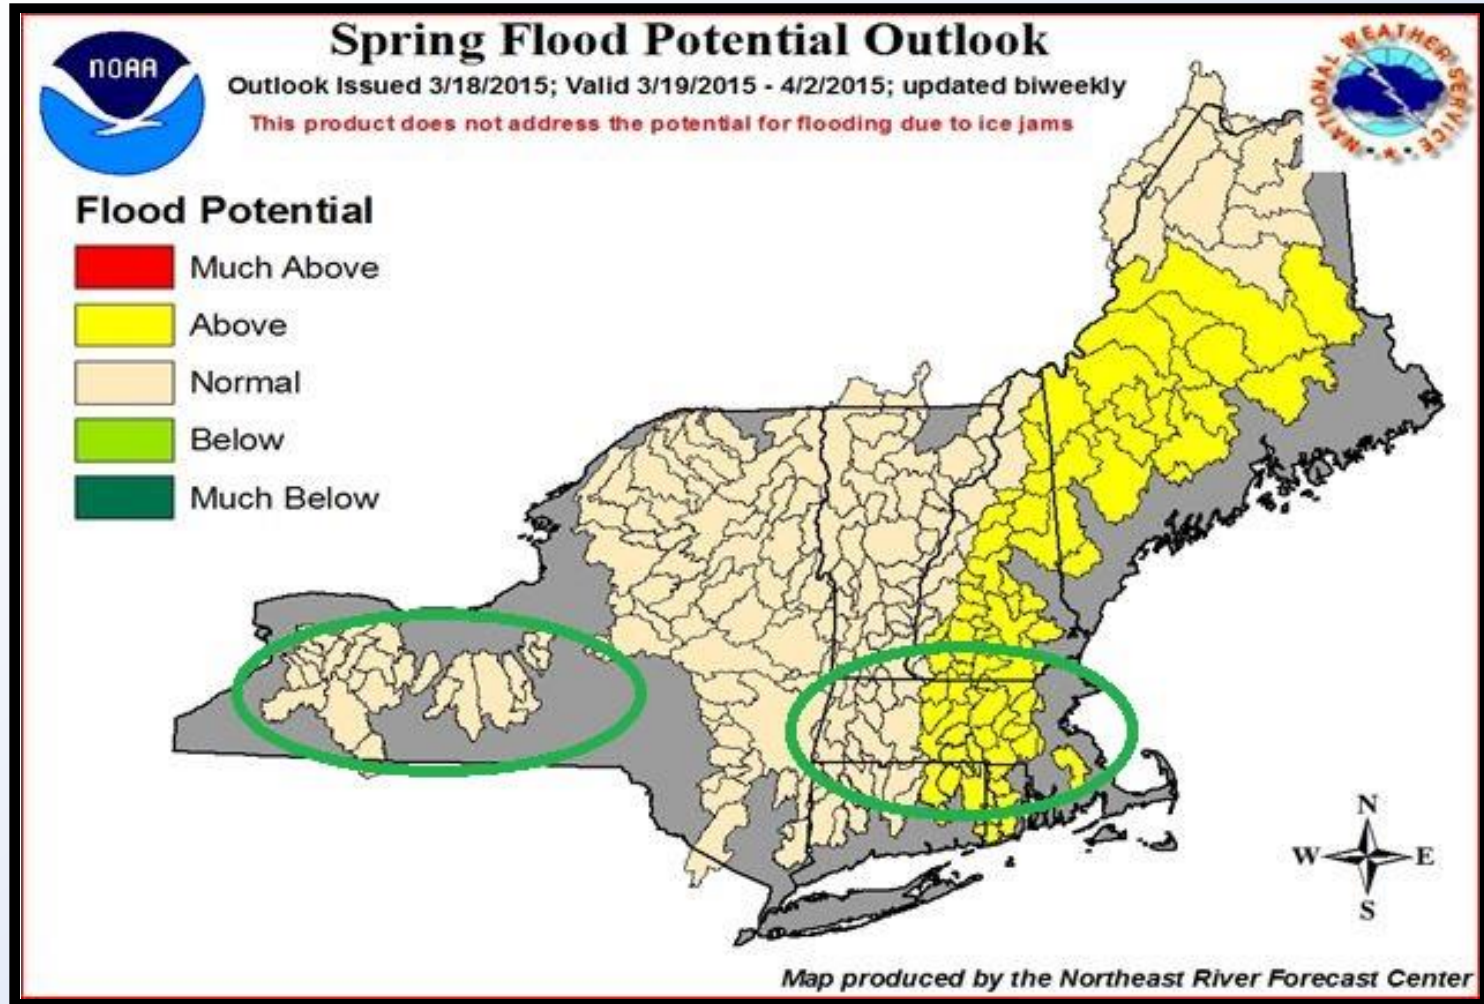 Spring Flood Potential Outlook
Outlook Issued 3/18/2015; Valid 3/19/2015 - 4/2/2015; updated biweekly
This product does not address the potential for flooding due to ice jams
NOAA
NATIONAL WEATHER SERVICE
Flood Potential
Much Above
Above
Normal
Below
Much Below
N
W E
S
Map produced by the Northeast River Forecast Center